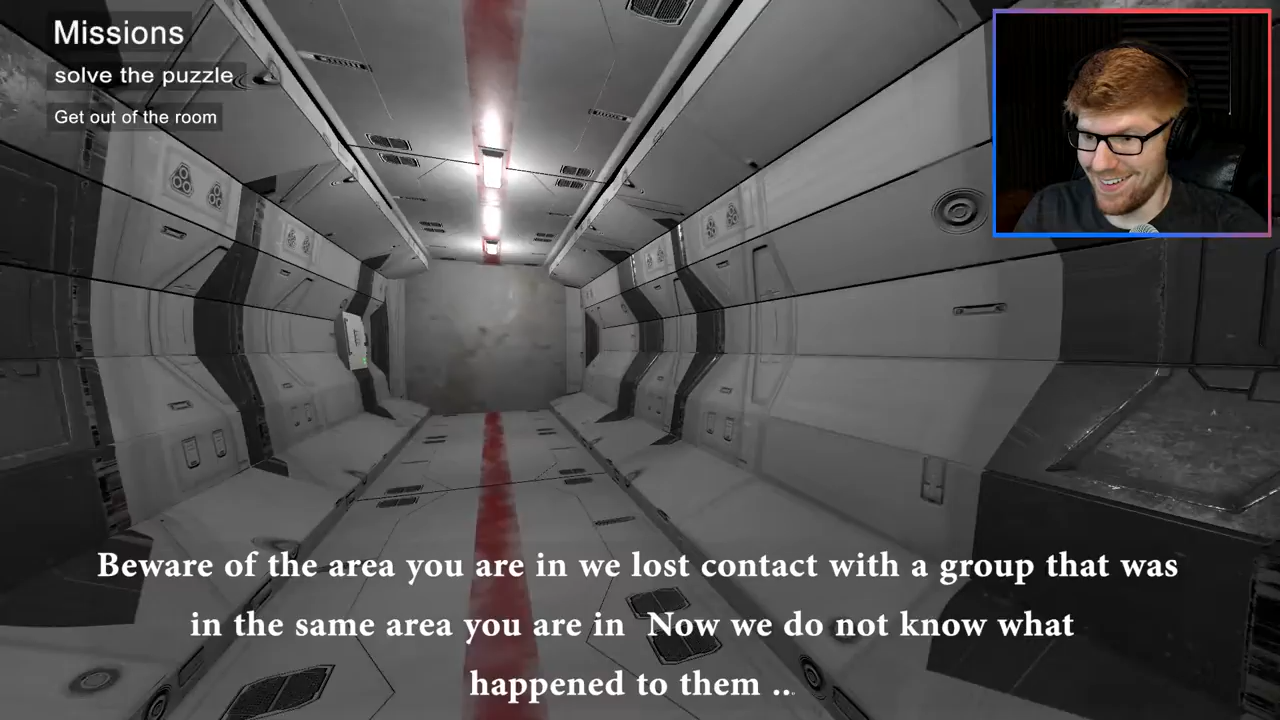 Missions
solve the puzzle
Get out of the room
Beware of the area you are in we lost contact with a group that was
in the same area you are in  Now we do not know what
happened to them ...